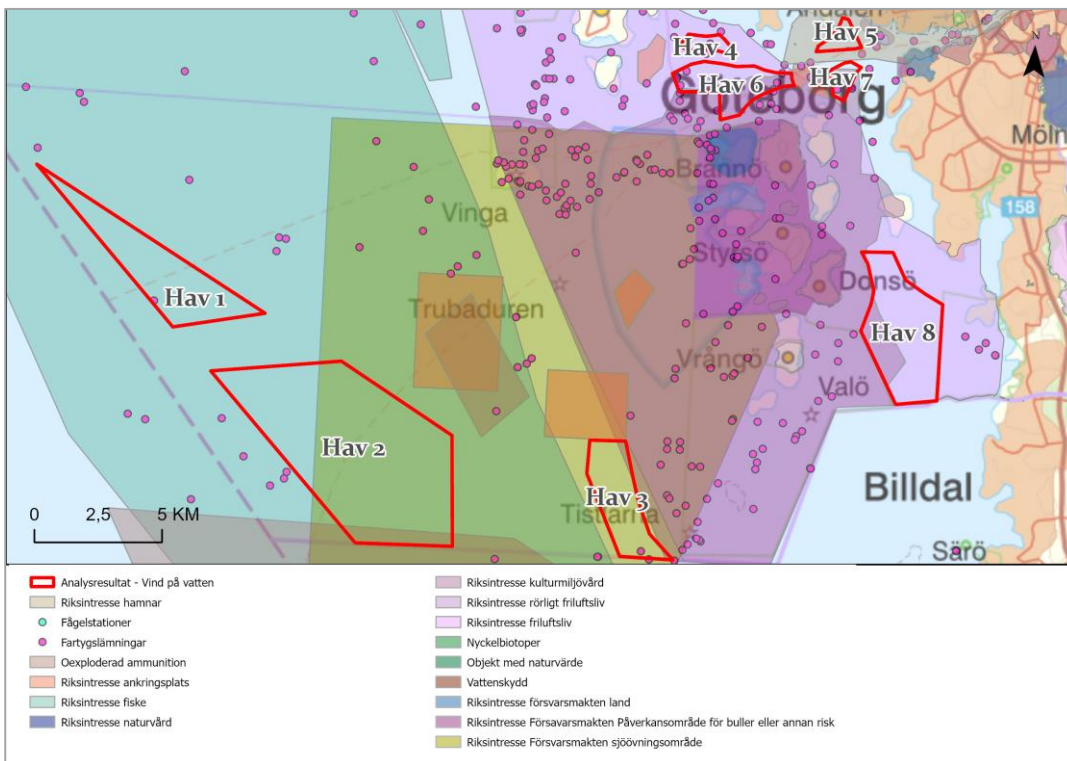 Andalen
Hav 4
Hav 5
N
Hav 6
Hav 7
Göteborg
Möln
Brännö
158
Vinga
Styrsö
Hav 1
Trubaduren
Donsö
Hav 8
Vrångö
Valö
Hav 2
Hav 3
Billdal
0 2,5 5 KM
Tistlarna
Särö
Analysresultat - Vind på vatten
Riksintresse hamnar
Fågelstationer
Fartygslämningar
Oexploderad ammunition
Riksintresse ankringsplats
Riksintresse fiske
Riksintresse naturvård
Riksintresse kulturmiljövård
Riksintresse rörligt friluftsliv
Riksintresse friluftsliv
Nyckelbiotoper
Objekt med naturvärde
Vattenskydd
Riksintresse försvarsmakten land
Riksintresse Försavarsmakten Påverkansområde för buller eller annan risk
Riksintresse Försvarsmakten sjöövningsområde